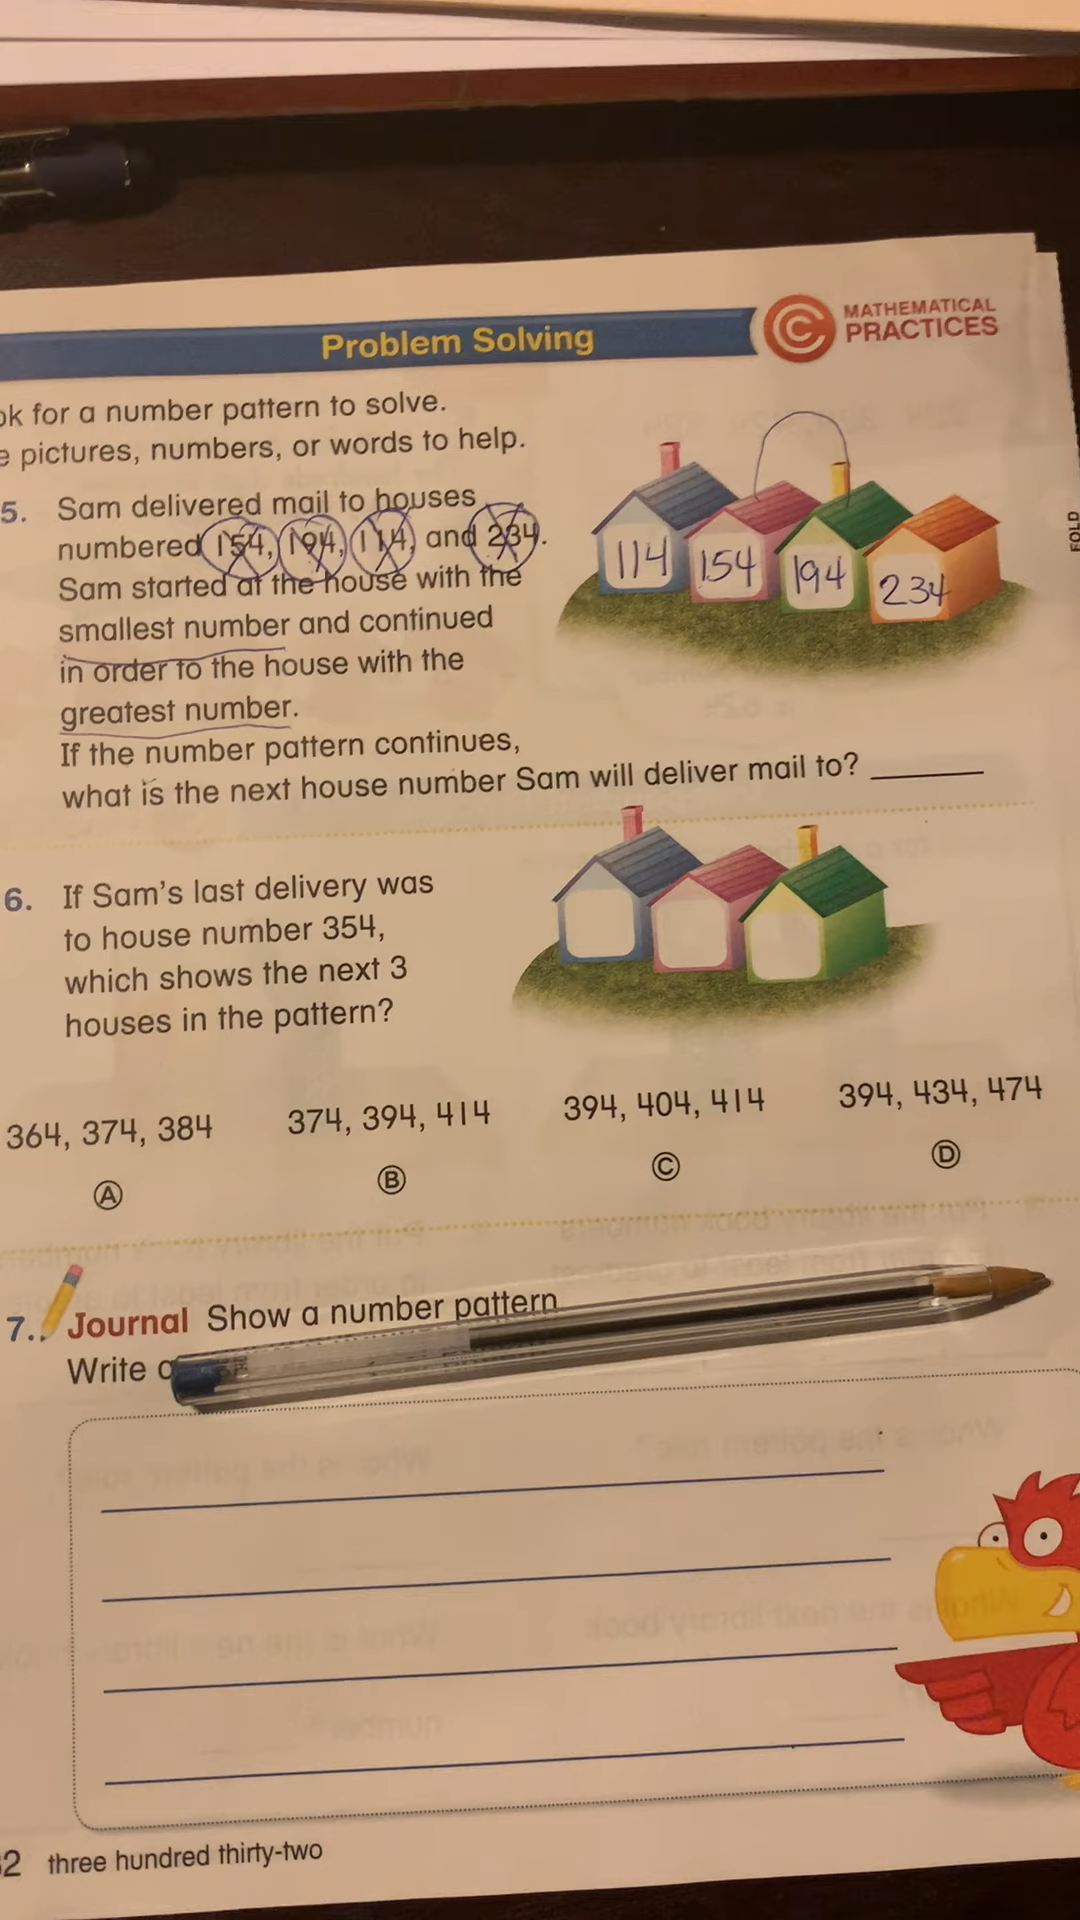 Problem Solving
MATHEMATICAL
PRACTICES
ok for a number pattern to solve.
e pictures, numbers, or words to help.
5. Sam delivered mail to houses
numbered 154, 194, 114, and 234.
Sam started at the house with the
smallest number and continued
in order to the house with the
greatest number.
If the number pattern continues,
what is the next house number Sam will deliver mail to?
114 154 194 234
FOLD
6. If Sam's last delivery was
to house number 354,
which shows the next 3
houses in the pattern?
364, 374, 384 374, 394, 414 394, 404, 414 394, 434, 474
A B C D
7. Journal Show a number pattern
Write
2 three hundred thirty-two